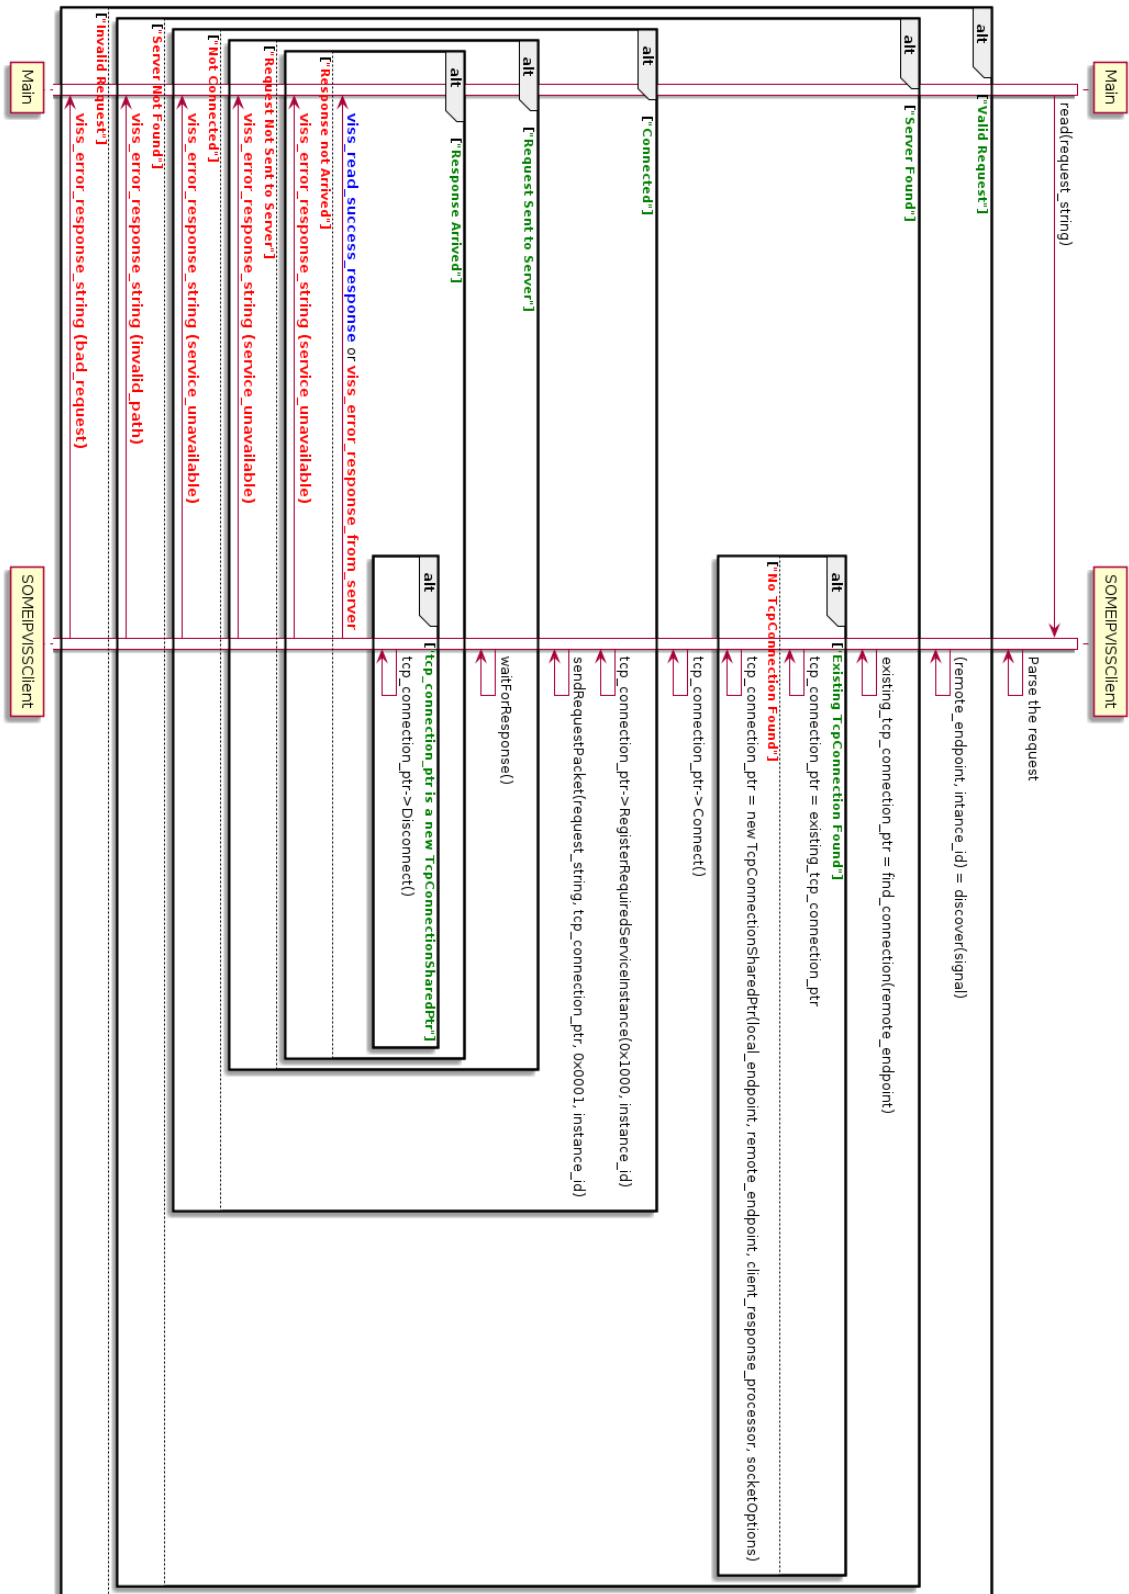 Main
SOMEIPVISSClient
read(request_string)
Parse the request
alt
["Valid Request"]
(remote_endpoint, intance_id) = discover(signal)
alt
["Server Found"]
existing_tcp_connection_ptr = find_connection(remote_endpoint)
alt
["Existing TcpConnection Found"]
tcp_connection_ptr = existing_tcp_connection_ptr
["No TcpConnection Found"]
tcp_connection_ptr = new TcpConnectionSharedPtr(local_endpoint, remote_endpoint, client_response_processor, socketOptions)
tcp_connection_ptr->Connect()
alt
["Connected"]
tcp_connection_ptr->RegisterRequiredServiceInstance(0x1000, instance_id)
sendRequestPacket(request_string, tcp_connection_ptr, 0x0001, instance_id)
alt
["Request Sent to Server"]
waitForResponse()
alt
["Response Arrived"]
alt
["tcp_connection_ptr is a new TcpConnectionSharedPtr"]
tcp_connection_ptr->Disconnect()
viss_read_success_response or viss_error_response_from_server
["Response not Arrived"]
viss_error_response_string (service_unavailable)
["Request Not Sent to Server"]
viss_error_response_string (service_unavailable)
["Not Connected"]
viss_error_response_string (service_unavailable)
["Server Not Found"]
viss_error_response_string (invalid_path)
["Invalid Request"]
viss_error_response_string (bad_request)
Main
SOMEIPVISSClient